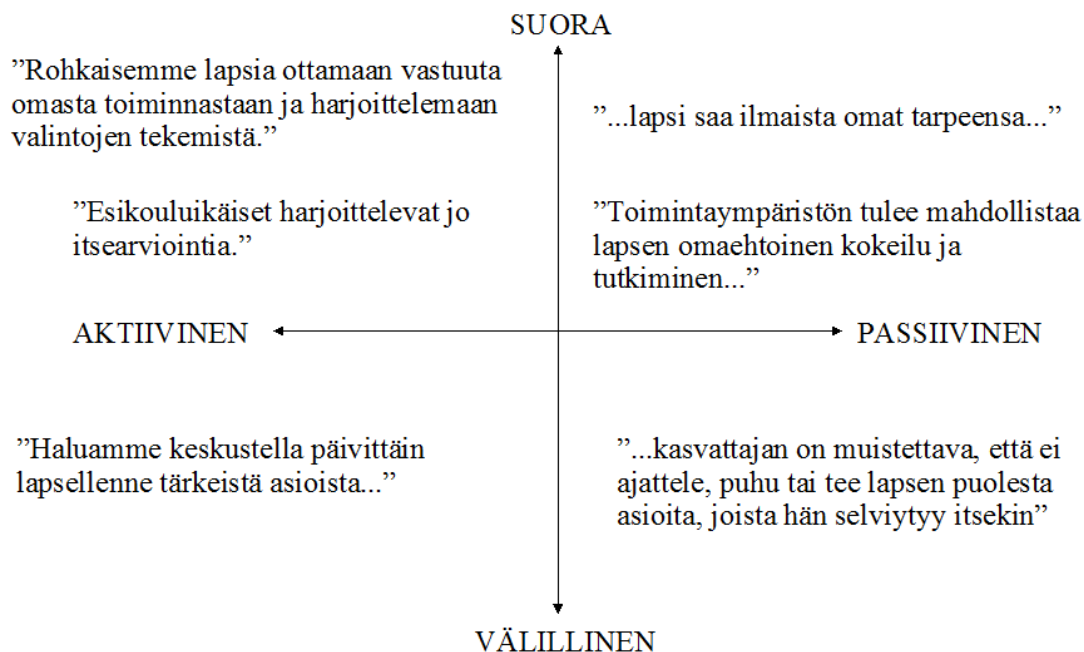 SUORA
”Rohkaisemme lapsia ottamaan vastuuta
omasta toiminnastaan ja harjoittelemaan
valintojen tekemistä.”
”...lapsi saa ilmaista omat tarpeensa...”
”Esikouluikäiset harjoittelevat jo
itsearviointia.”
”Toimintaympäristön tulee mahdollistaa
lapsen omaehtoinen kokeilu ja
tutkiminen...”
AKTIIVINEN
PASSIIVINEN
”Haluamme keskustella päivittäin
lapsellenne tärkeistä asioista...”
”...kasvattajan on muistettava, että ei
ajattele, puhu tai tee lapsen puolesta
asioita, joista hän selviytyy itsekin”
VÄLILLINEN